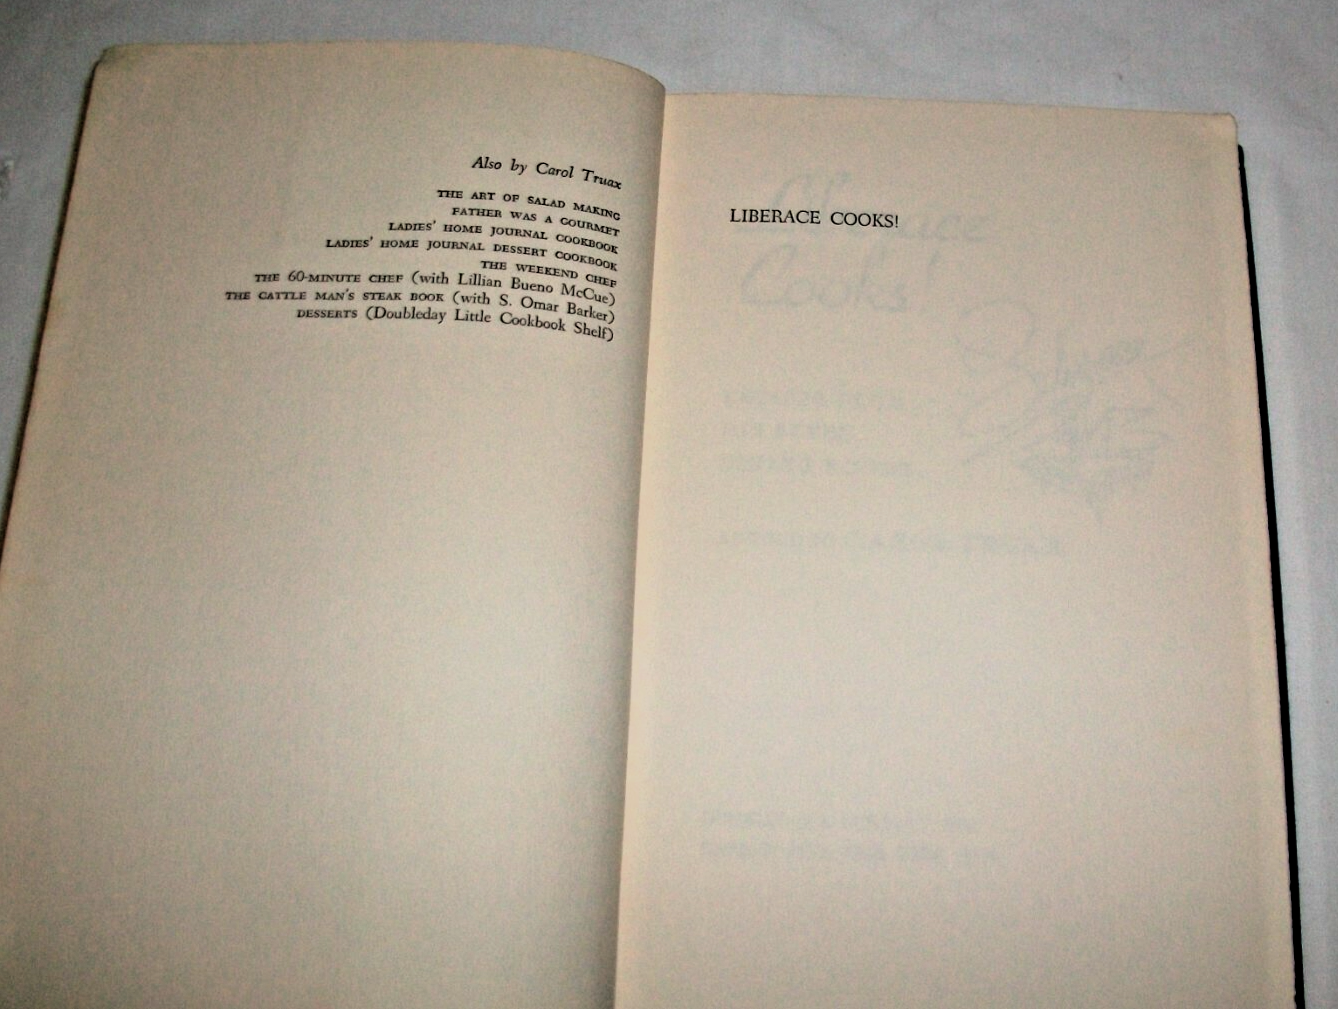 Also by Carol Truax
THE ART OF SALAD MAKING
FATHER WAS A GOURMET
LADIES' HOME JOURNAL COOKBOOK
LADIES' HOME JOURNAL DESSERT COOKBOOK
THE WEEKEND CHEF
THE 60-MINUTE CHEF (with Lillian Bueno McCue)
THE CATTLE MAN'S STEAK BOOK (with S. Omar Barker)
DESSERTS (Doubleday Little Cookbook Shelf)
LIBERACE COOKS!
Cooks!